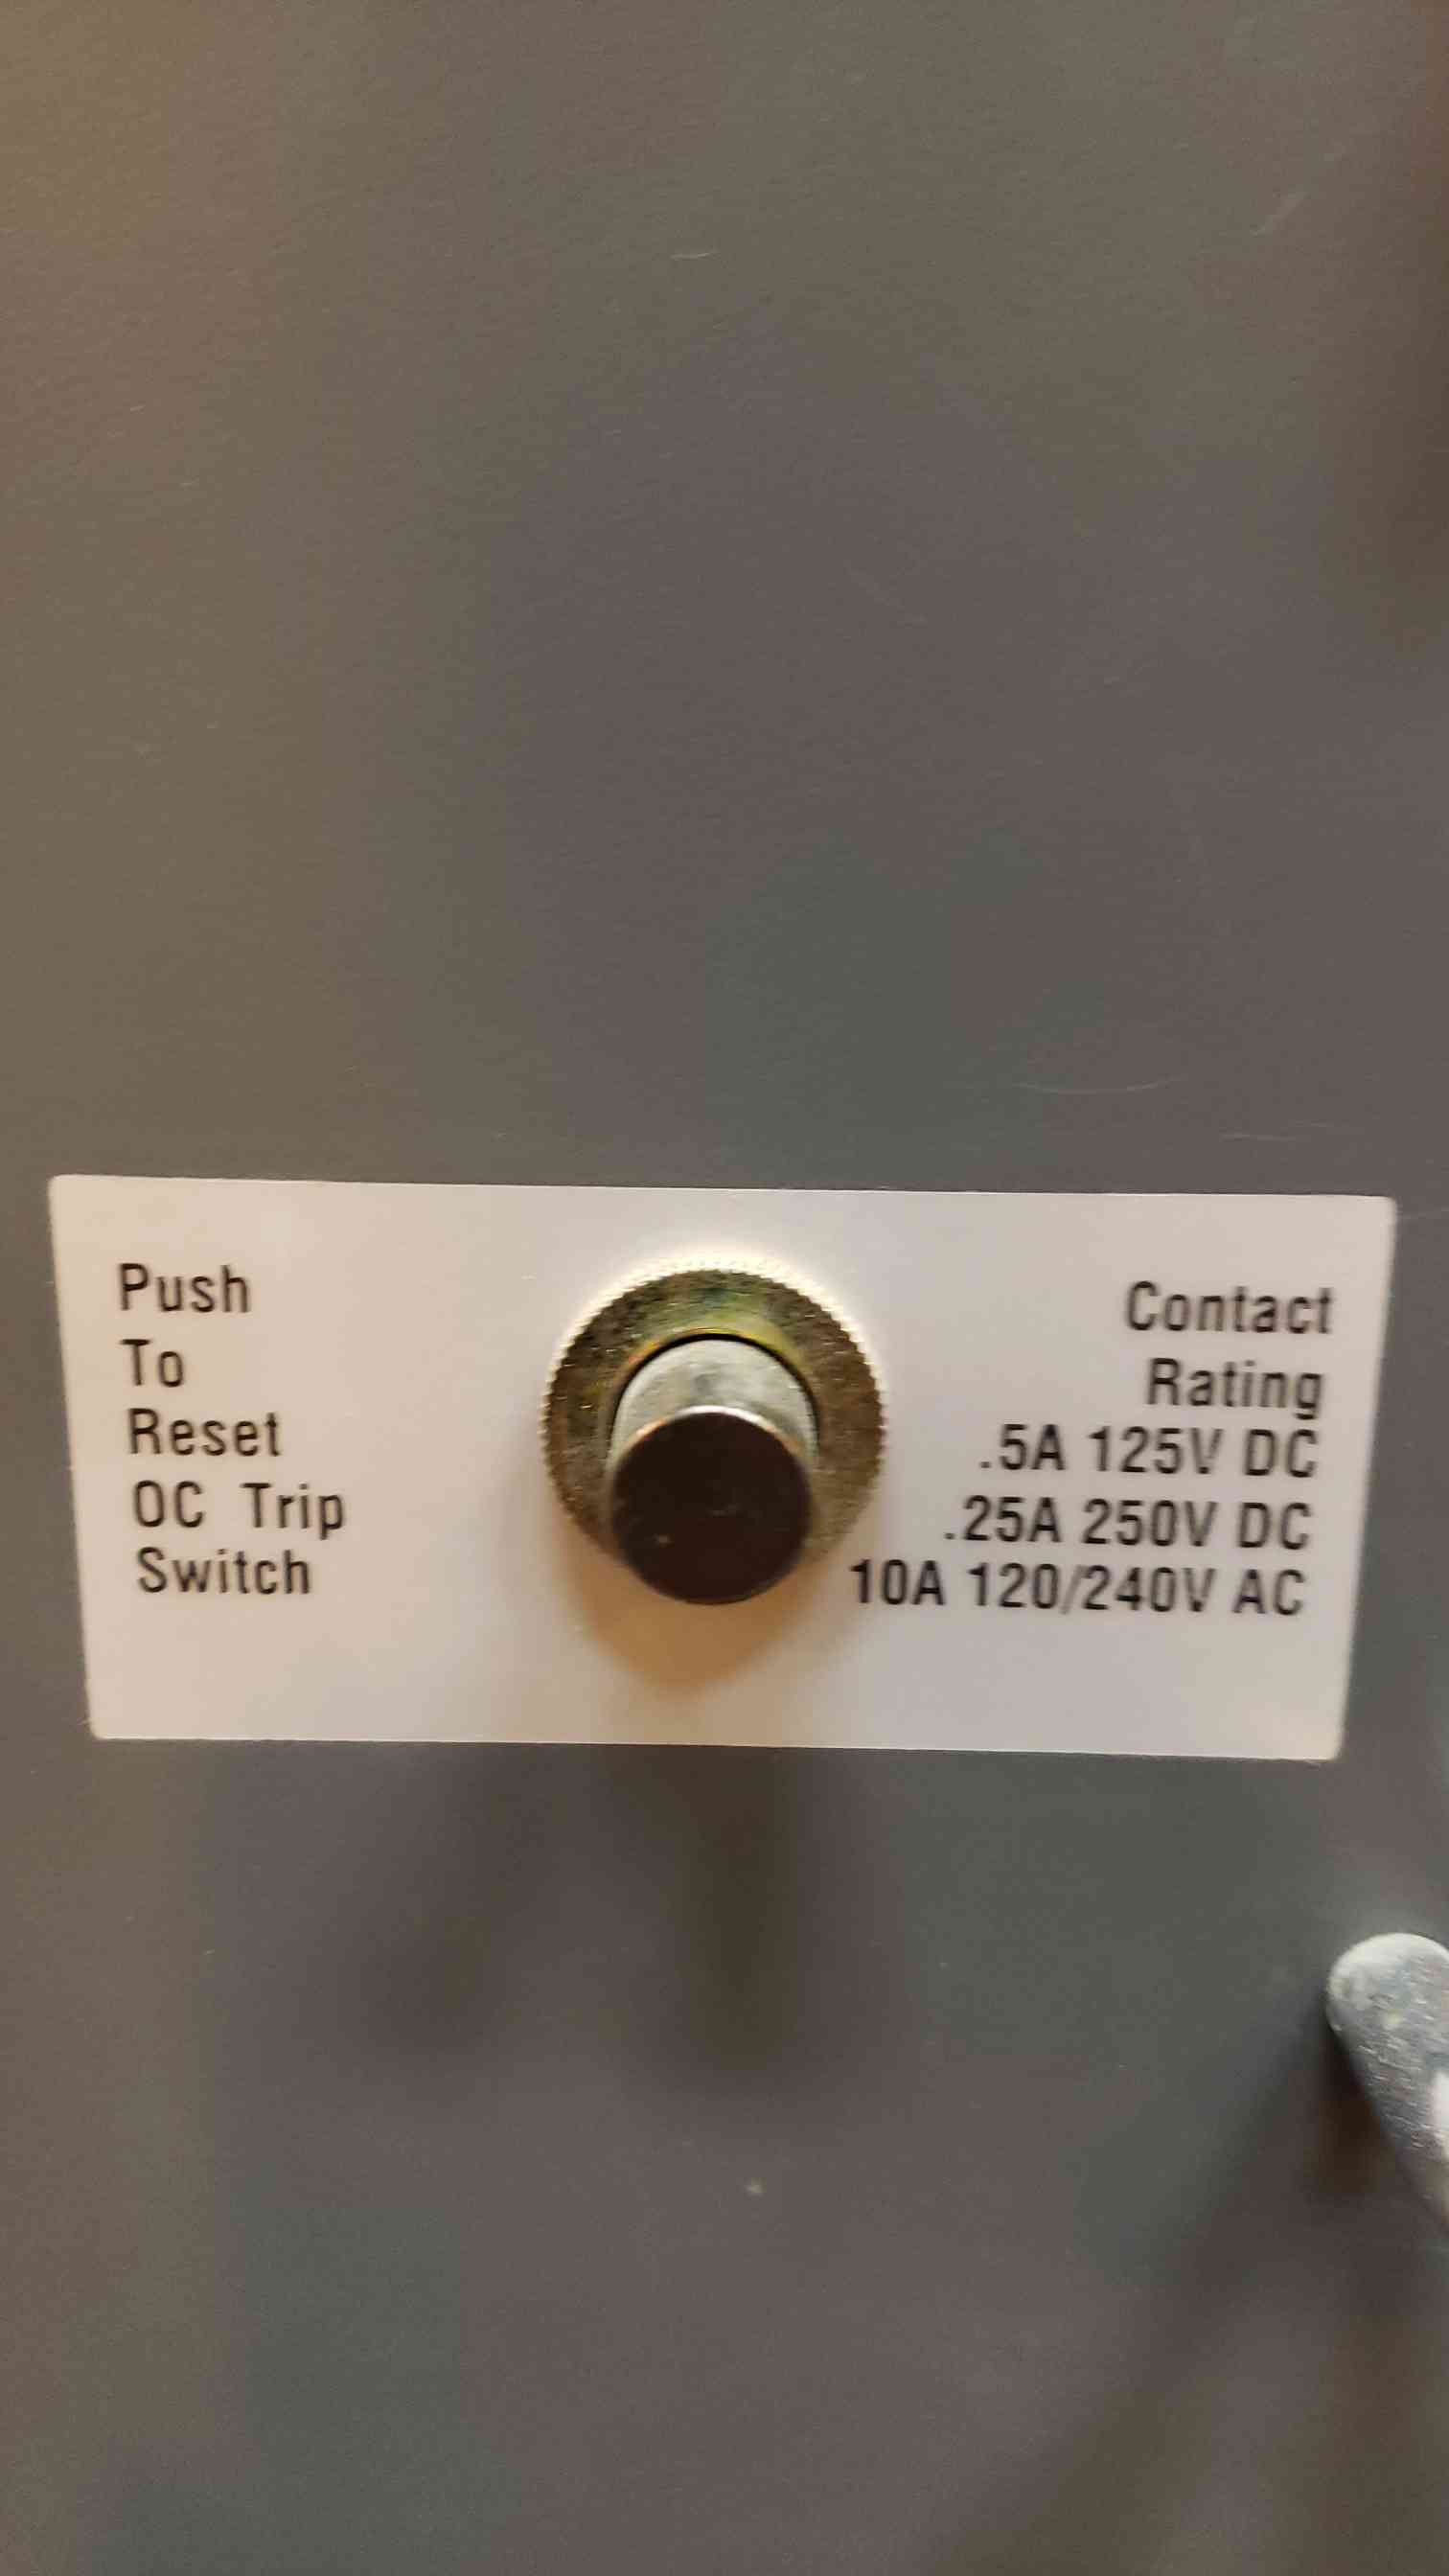 Push
To
Reset
OC Trip
Switch
Contact
Rating
.5A 125V DC
.25A 250V DC
10A 120/240V AC